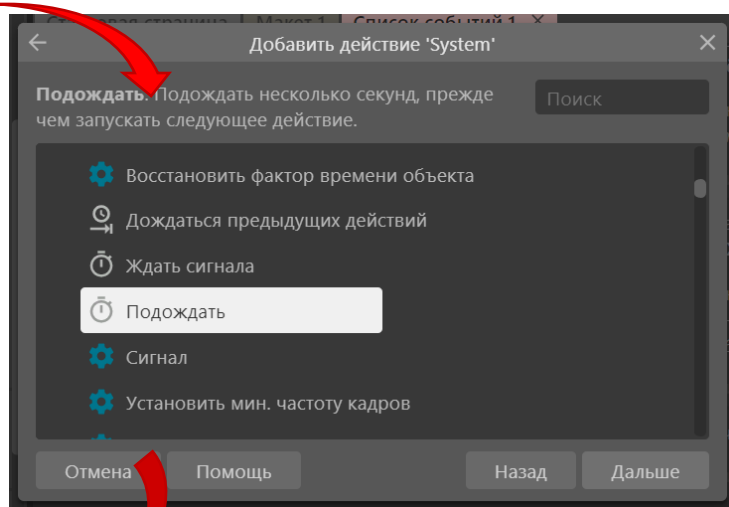 Стартовая страница Макет 1 Список событий 1 ×
Добавить действие 'System'
Подождать: Подождать несколько секунд, прежде
чем запускать следующее действие.
Поиск
Восстановить фактор времени объекта
Дождаться предыдущих действий
Ждать сигнала
Подождать
Сигнал
Установить мин. частоту кадров
Отмена Помощь Назад Дальше